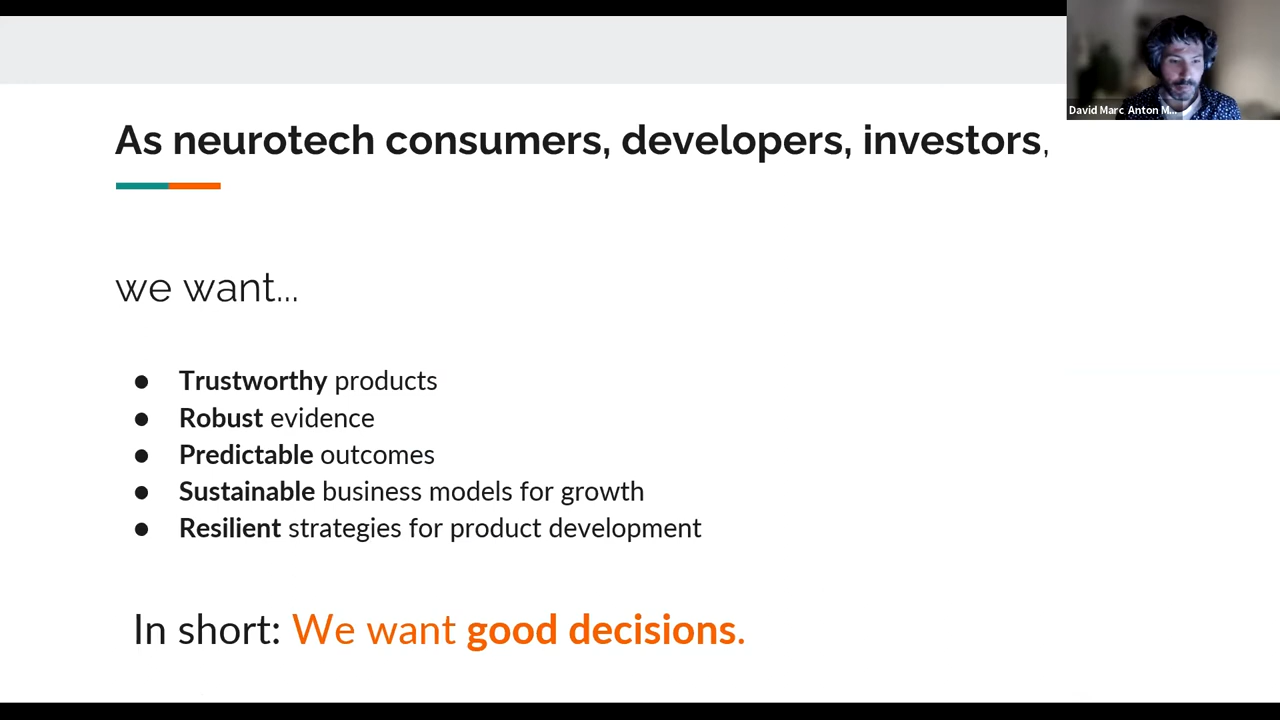 As neurotech consumers, developers, investors,
David Marc Anton M...
we want...
● Trustworthy products
● Robust evidence
● Predictable outcomes
● Sustainable business models for growth
● Resilient strategies for product development
In short: We want good decisions.